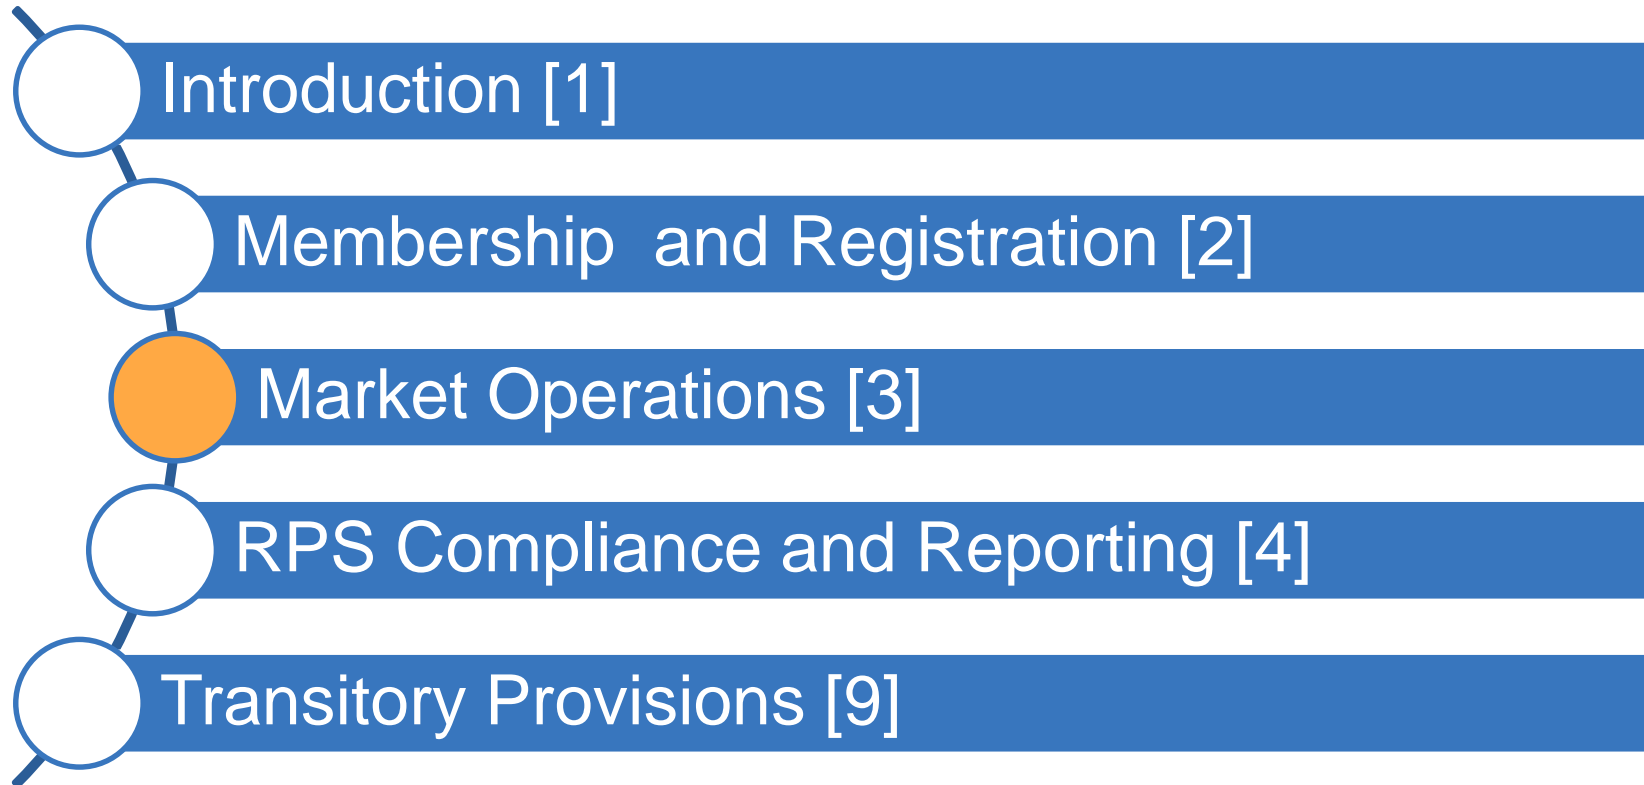 Introduction [1]
Membership  and Registration [2]
Market Operations [3]
RPS Compliance and Reporting [4]
Transitory Provisions [9]